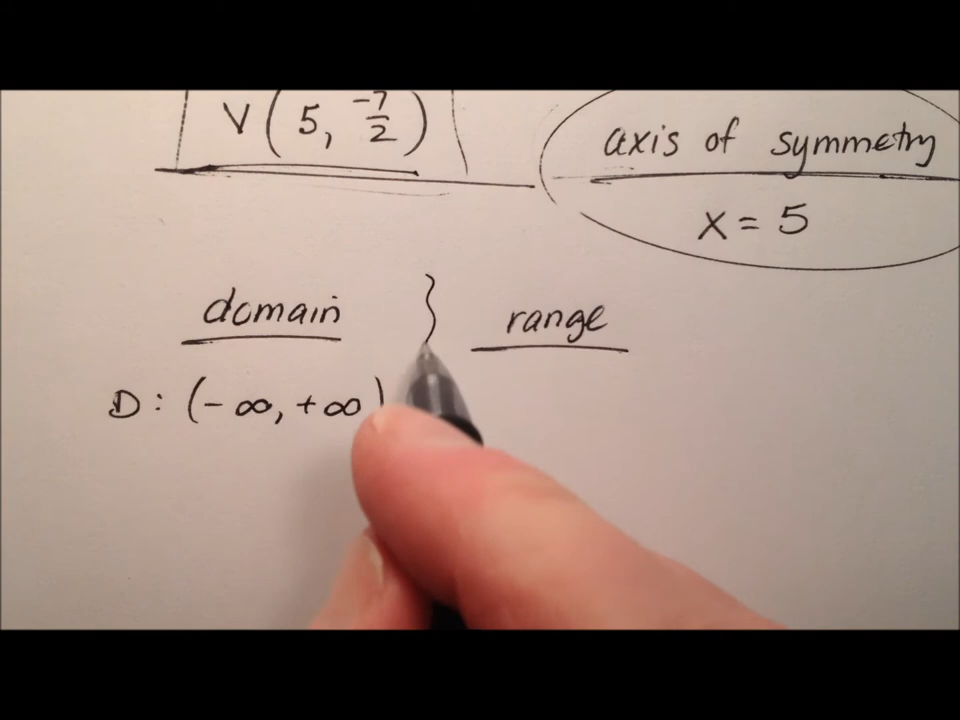 V(5, -7/2)
axis of symmetry
x = 5
domain
range
D: (-∞, +∞)